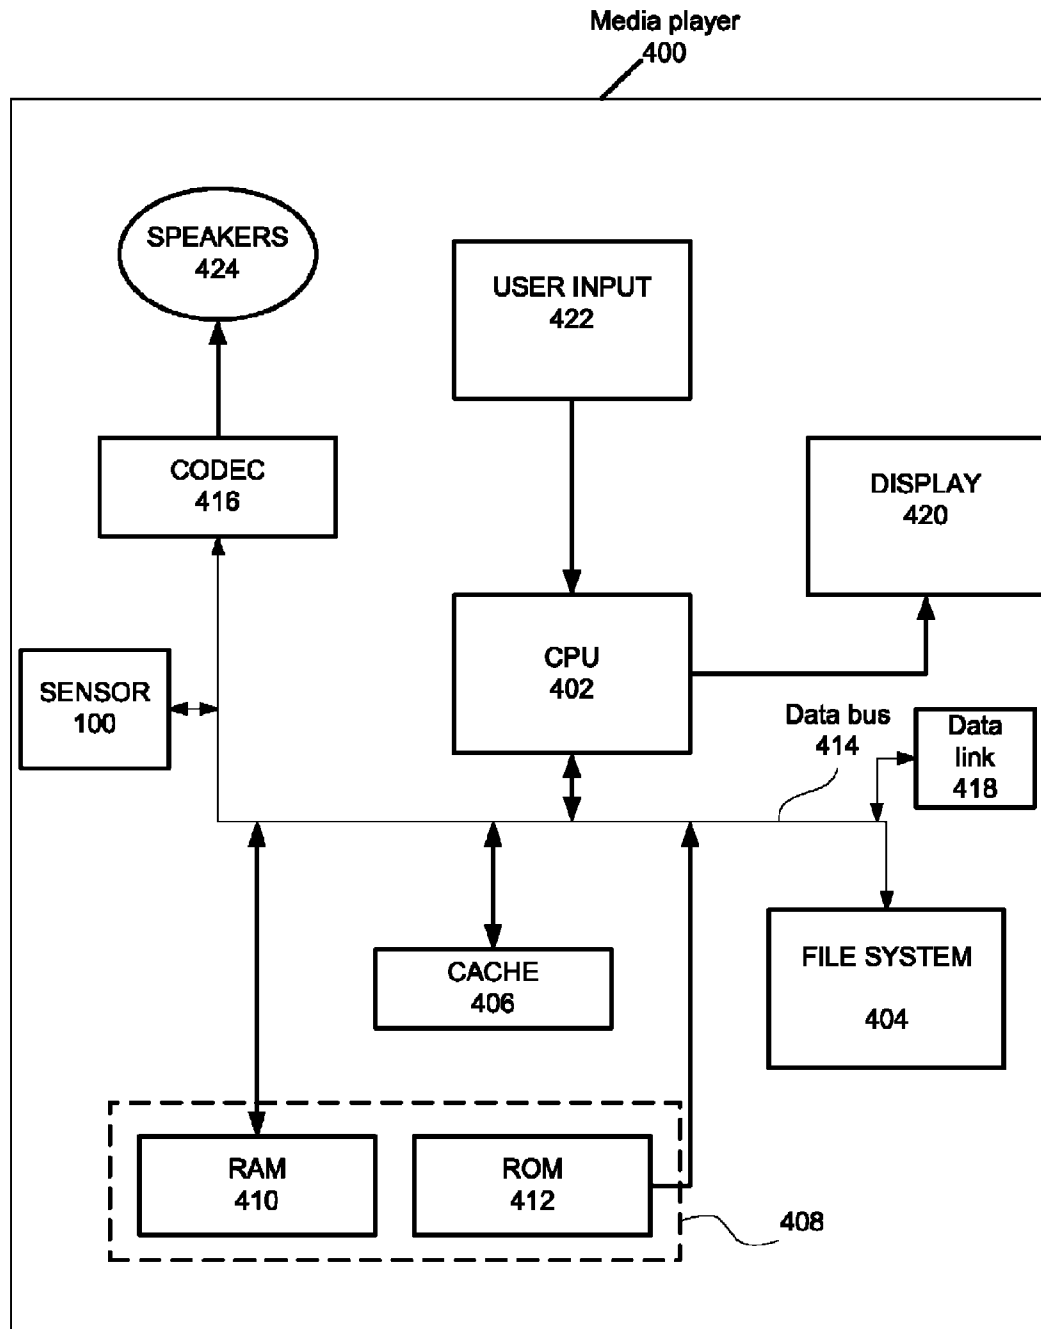 Media player
400
SPEAKERS
424
USER INPUT
422
CODEC
416
DISPLAY
420
CPU
402
SENSOR
100
Data bus
414
Data
link
418
FILE SYSTEM
404
CACHE
406
RAM
410
ROM
412
408